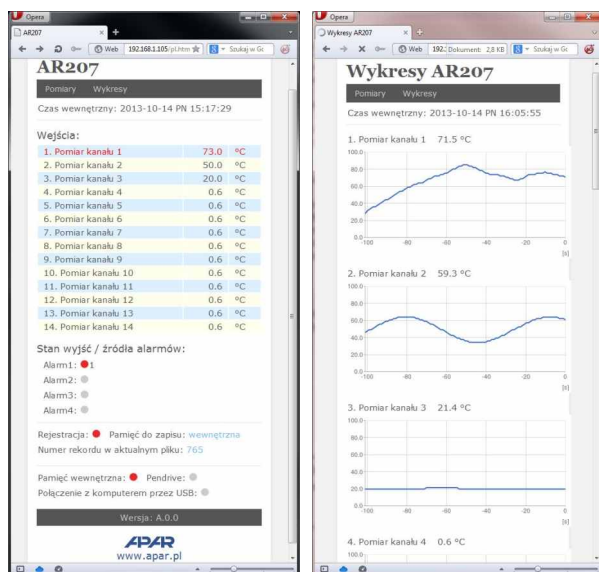 Opera
AR207
Web
192.168.1.105/pl.htm
Szukaj w Gc
AR207
Pomiary Wykresy
Czas wewnętrzny: 2013-10-14 PN 15:17:29
Wejścia:
1. Pomiar kanału 1 73.0 °C
2. Pomiar kanału 2 50.0 °C
3. Pomiar kanału 3 20.0 °C
4. Pomiar kanału 4 0.6 °C
5. Pomiar kanału 5 0.6 °C
6. Pomiar kanału 6 0.6 °C
7. Pomiar kanału 7 0.6 °C
8. Pomiar kanału 8 0.6 °C
9. Pomiar kanału 9 0.6 °C
10. Pomiar kanału 10 0.6 °C
11. Pomiar kanału 11 0.6 °C
12. Pomiar kanału 12 0.6 °C
13. Pomiar kanału 13 0.6 °C
14. Pomiar kanału 14 0.6 °C
Stan wyjść / źródła alarmów:
Alarm1: 1
Alarm2:
Alarm3:
Alarm4:
Rejestracja: Pamięć do zapisu: wewnętrzna
Numer rekordu w aktualnym pliku: 765
Pamięć wewnętrzna: Pendrive:
Połączenie z komputerem przez USB:
Wersja: A.0.0
APAR
www.apar.pl
Opera
Wykresy AR207
Web
192.: Dokument: 2,8 KB
Szukaj w Gc
Wykresy AR207
Pomiary Wykresy
Czas wewnętrzny: 2013-10-14 PN 16:05:55
1. Pomiar kanału 1 71.5 °C
100.0
80.0
60.0
40.0
20.0
0.0
-100 -80 -60 -40 -20 0
[s]
2. Pomiar kanału 2 59.3 °C
100.0
80.0
60.0
40.0
20.0
0.0
-100 -80 -60 -40 -20 0
[s]
3. Pomiar kanału 3 21.4 °C
100.0
80.0
60.0
40.0
20.0
0.0
-100 -80 -60 -40 -20 0
[s]
4. Pomiar kanału 4 0.6 °C
100.0
80.0